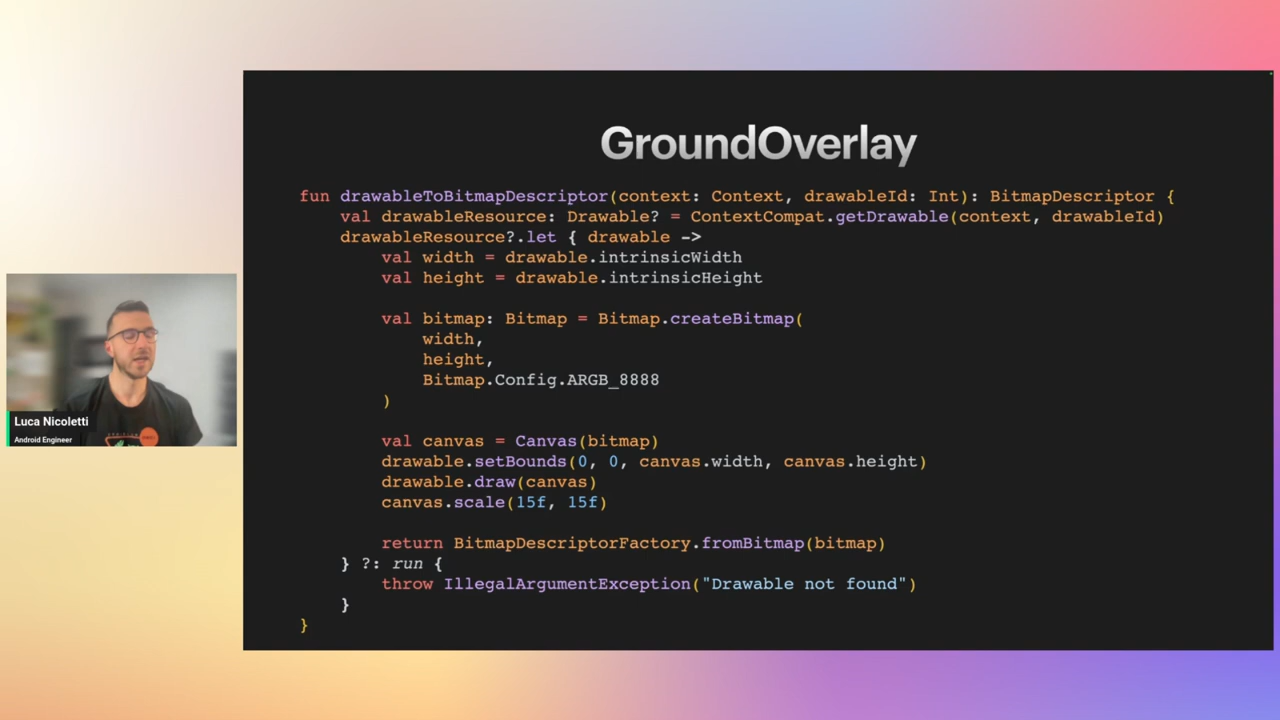 GroundOverlay
fun drawableToBitmapDescriptor(context: Context, drawableId: Int): BitmapDescriptor {
    val drawableResource: Drawable? = ContextCompat.getDrawable(context, drawableId)
    drawableResource?.let { drawable ->
        val width = drawable.intrinsicWidth
        val height = drawable.intrinsicHeight

        val bitmap: Bitmap = Bitmap.createBitmap(
            width,
            height,
            Bitmap.Config.ARGB_8888
        )

        val canvas = Canvas(bitmap)
        drawable.setBounds(0, 0, canvas.width, canvas.height)
        drawable.draw(canvas)
        canvas.scale(15f, 15f)

        return BitmapDescriptorFactory.fromBitmap(bitmap)
    } ?: run {
        throw IllegalArgumentException("Drawable not found")
    }
}
Luca Nicoletti
Android Engineer